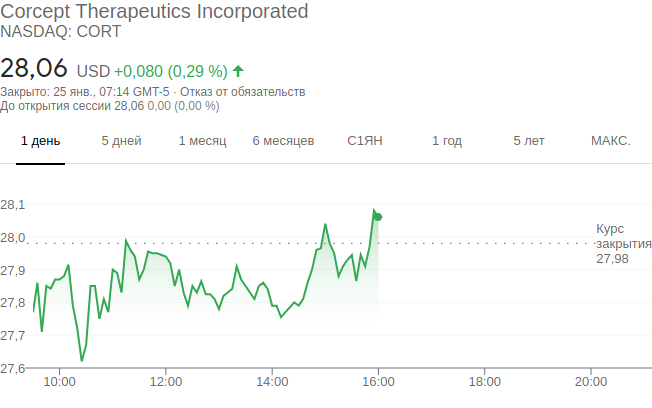 Corcept Therapeutics Incorporated
NASDAQ: CORT
28,06 USD +0,080 (0,29 %)
Закрыто: 25 янв., 07:14 GMT-5 · Отказ от обязательств
До открытия сессии 28,06 0,00 (0,00 %)
1 день 5 дней 1 месяц 6 месяцев С1ЯН 1 год 5 лет МАКС.
28,1
28,0
27,9
27,8
27,7
27,6
Курс
закрытия
27,98
10:00 12:00 14:00 16:00 18:00 20:00